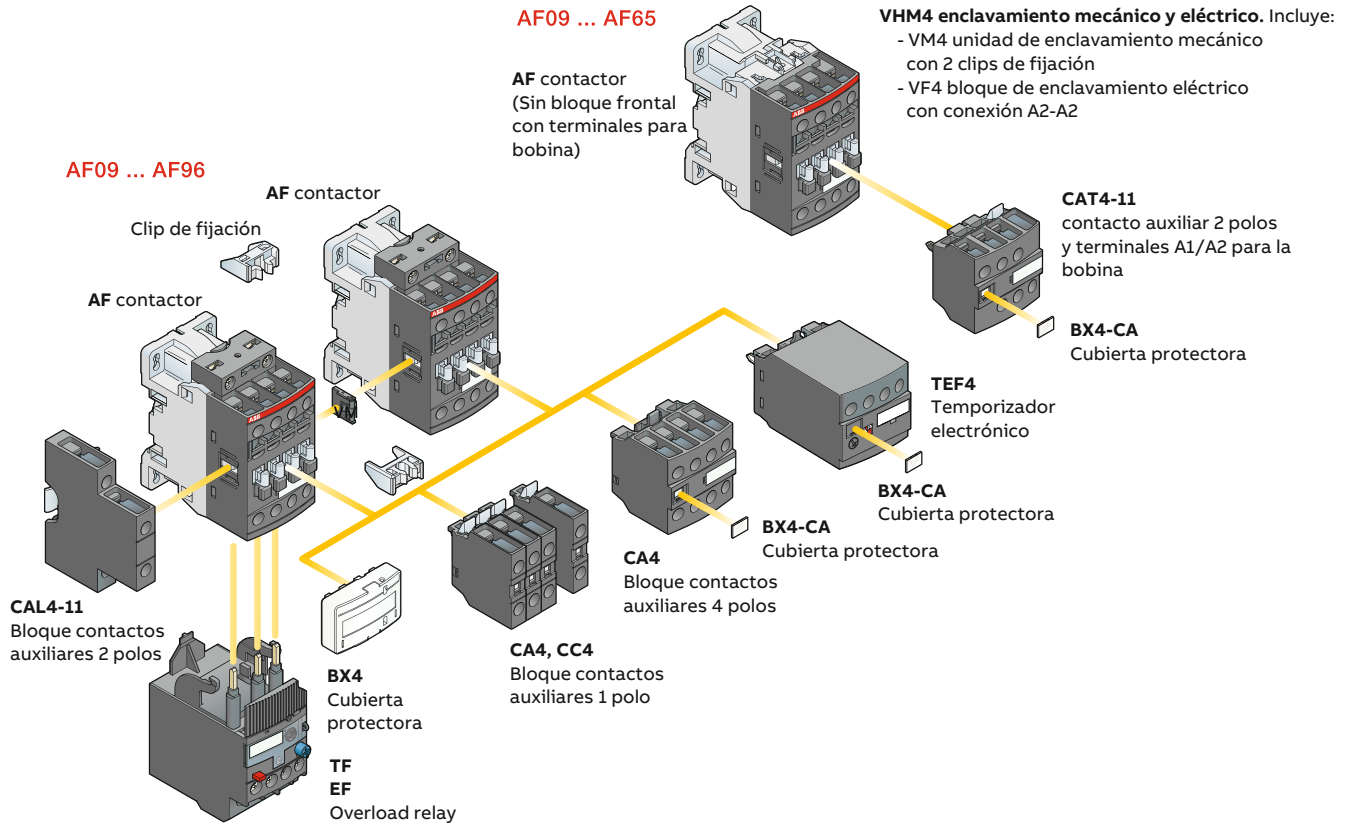 AF09 ... AF65
AF contactor
(Sin bloque frontal
con terminales para
bobina)
VHM4 enclavamiento mecánico y eléctrico. Incluye:
- VM4 unidad de enclavamiento mecánico
con 2 clips de fijación
- VF4 bloque de enclavamiento eléctrico
con conexión A2-A2
AF09 ... AF96
AF contactor
Clip de fijación
AF contactor
CAT4-11
contacto auxiliar 2 polos
y terminales A1/A2 para la
bobina
BX4-CA
Cubierta protectora
TEF4
Temporizador
electrónico
BX4-CA
Cubierta protectora
BX4-CA
Cubierta protectora
CA4
Bloque contactos
auxiliares 4 polos
CA4, CC4
Bloque contactos
auxiliares 1 polo
CAL4-11
Bloque contactos
auxiliares 2 polos
BX4
Cubierta
protectora
TF
EF
Overload relay
ABB
ABB
ABB